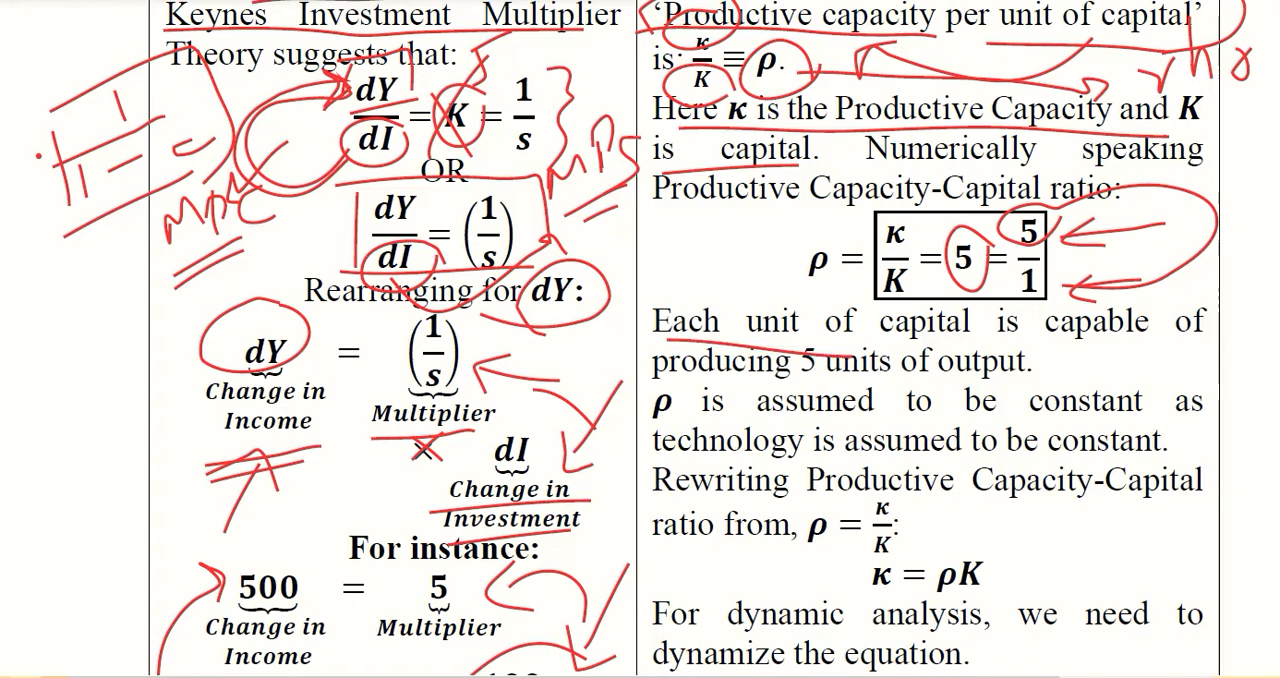 Keynes Investment Multiplier
Theory suggests that:
dY/dI = K = 1/s
OR
dY/dI = (1/s)
Rearranging for dY:
dY = (1/s)
Change in Income Multiplier
×
dI
Change in Investment
For instance:
500 = 5
Change in Income Multiplier
MPC
MPS
‘Productive capacity per unit of capital’
is: κ/K ≡ ρ.
Here κ is the Productive Capacity and K
is capital. Numerically speaking
Productive Capacity-Capital ratio:
ρ = κ/K = 5 = 5/1
Each unit of capital is capable of
producing 5 units of output.
ρ is assumed to be constant as
technology is assumed to be constant.
Rewriting Productive Capacity-Capital
ratio from, ρ = κ/K:
κ = ρK
For dynamic analysis, we need to
dynamize the equation.